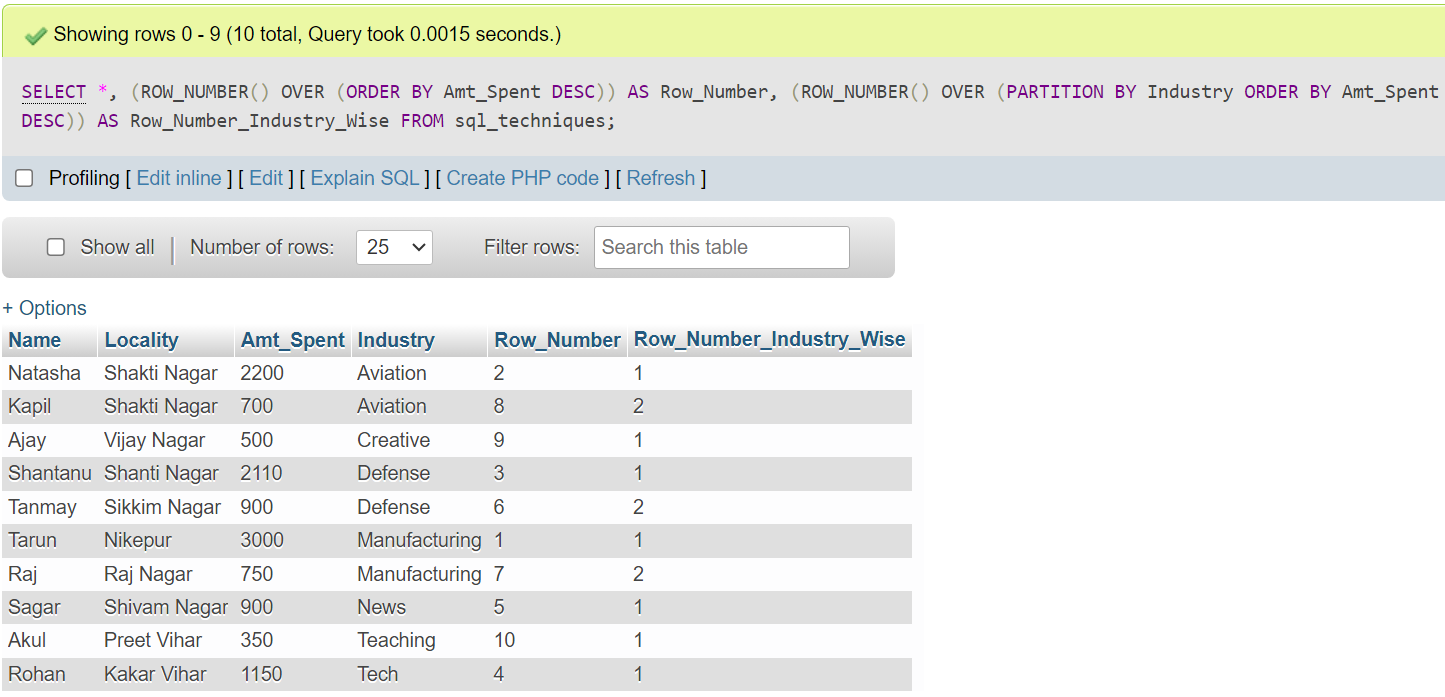 Showing rows 0 - 9 (10 total, Query took 0.0015 seconds.)
SELECT *, (ROW_NUMBER() OVER (ORDER BY Amt_Spent DESC)) AS Row_Number, (ROW_NUMBER() OVER (PARTITION BY Industry ORDER BY Amt_Spent
DESC)) AS Row_Number_Industry_Wise FROM sql_techniques;
Profiling [ Edit inline ] [ Edit ] [ Explain SQL ] [ Create PHP code ] [ Refresh ]
Show all | Number of rows: 25 Filter rows: Search this table
+ Options
Name Locality Amt_Spent Industry Row_Number Row_Number_Industry_Wise
Natasha Shakti Nagar 2200 Aviation 2 1
Kapil Shakti Nagar 700 Aviation 8 2
Ajay Vijay Nagar 500 Creative 9 1
Shantanu Shanti Nagar 2110 Defense 3 1
Tanmay Sikkim Nagar 900 Defense 6 2
Tarun Nikepur 3000 Manufacturing 1 1
Raj Raj Nagar 750 Manufacturing 7 2
Sagar Shivam Nagar 900 News 5 1
Akul Preet Vihar 350 Teaching 10 1
Rohan Kakar Vihar 1150 Tech 4 1